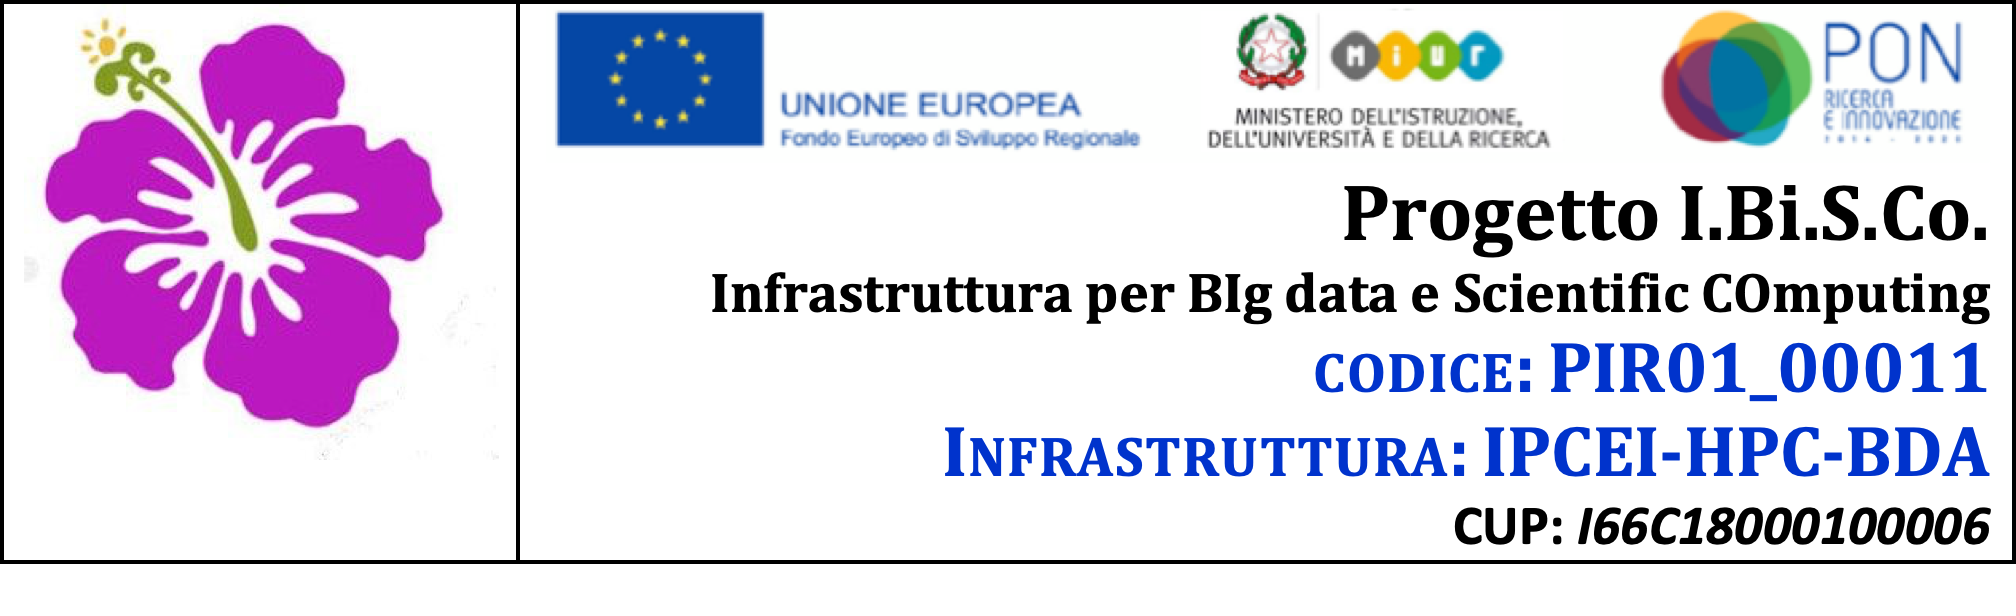 UNIONE EUROPEA
Fondo Europeo di Sviluppo Regionale
MiUr
MINISTERO DELL'ISTRUZIONE,
DELL'UNIVERSITÀ E DELLA RICERCA
PON
RICERCA
E INNOVAZIONE
Progetto I.Bi.S.Co.
Infrastruttura per BIg data e Scientific COmputing
CODICE: PIR01_00011
INFRASTRUTTURA: IPCEI-HPC-BDA
CUP: I66C18000100006